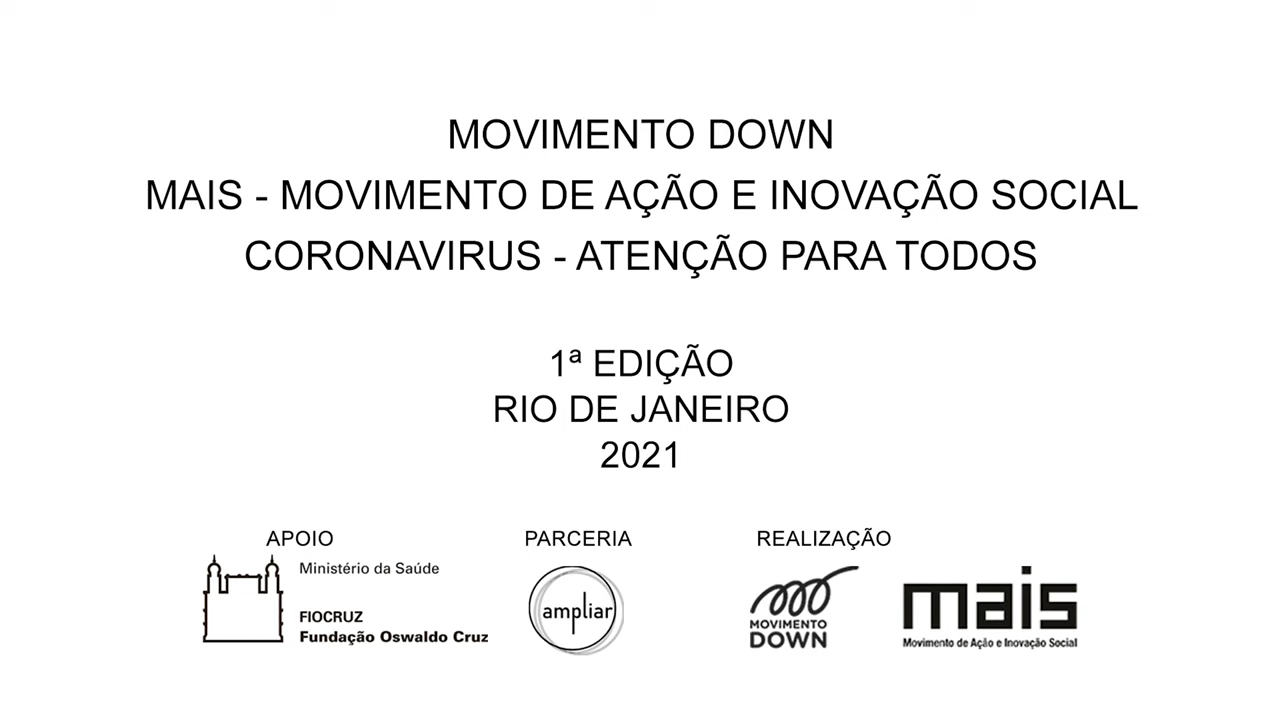 MOVIMENTO DOWN
MAIS - MOVIMENTO DE AÇÃO E INOVAÇÃO SOCIAL
CORONAVIRUS - ATENÇÃO PARA TODOS
1ª EDIÇÃO
RIO DE JANEIRO
2021
APOIO
Ministério da Saúde
FIOCRUZ
Fundação Oswaldo Cruz
PARCERIA
ampliar
REALIZAÇÃO
MOVIMENTO
DOWN
mais
Movimento de Ação e Inovação Social